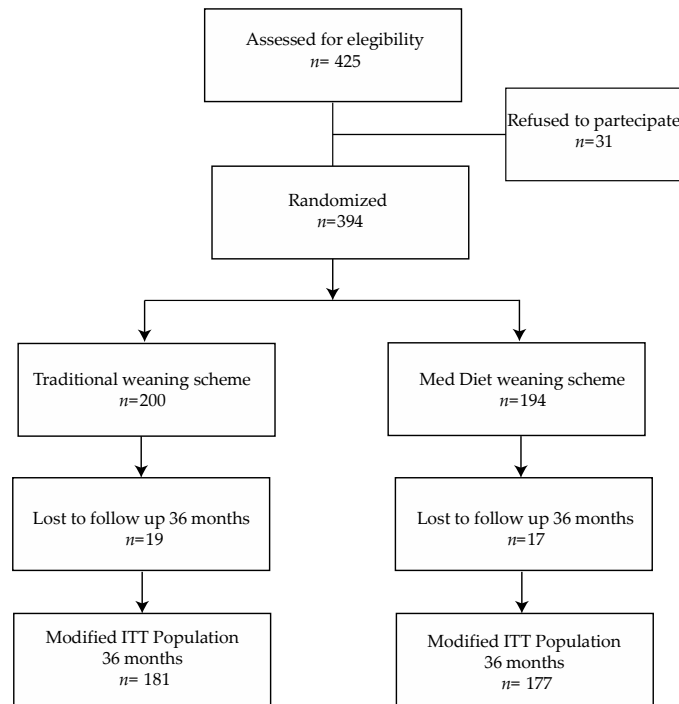 Assessed for elegibility
n= 425
Refused to partecipate
n=31
Randomized
n=394
Traditional weaning scheme
n=200
Med Diet weaning scheme
n=194
Lost to follow up 36 months
n=19
Lost to follow up 36 months
n=17
Modified ITT Population
36 months
n= 181
Modified ITT Population
36 months
n= 177